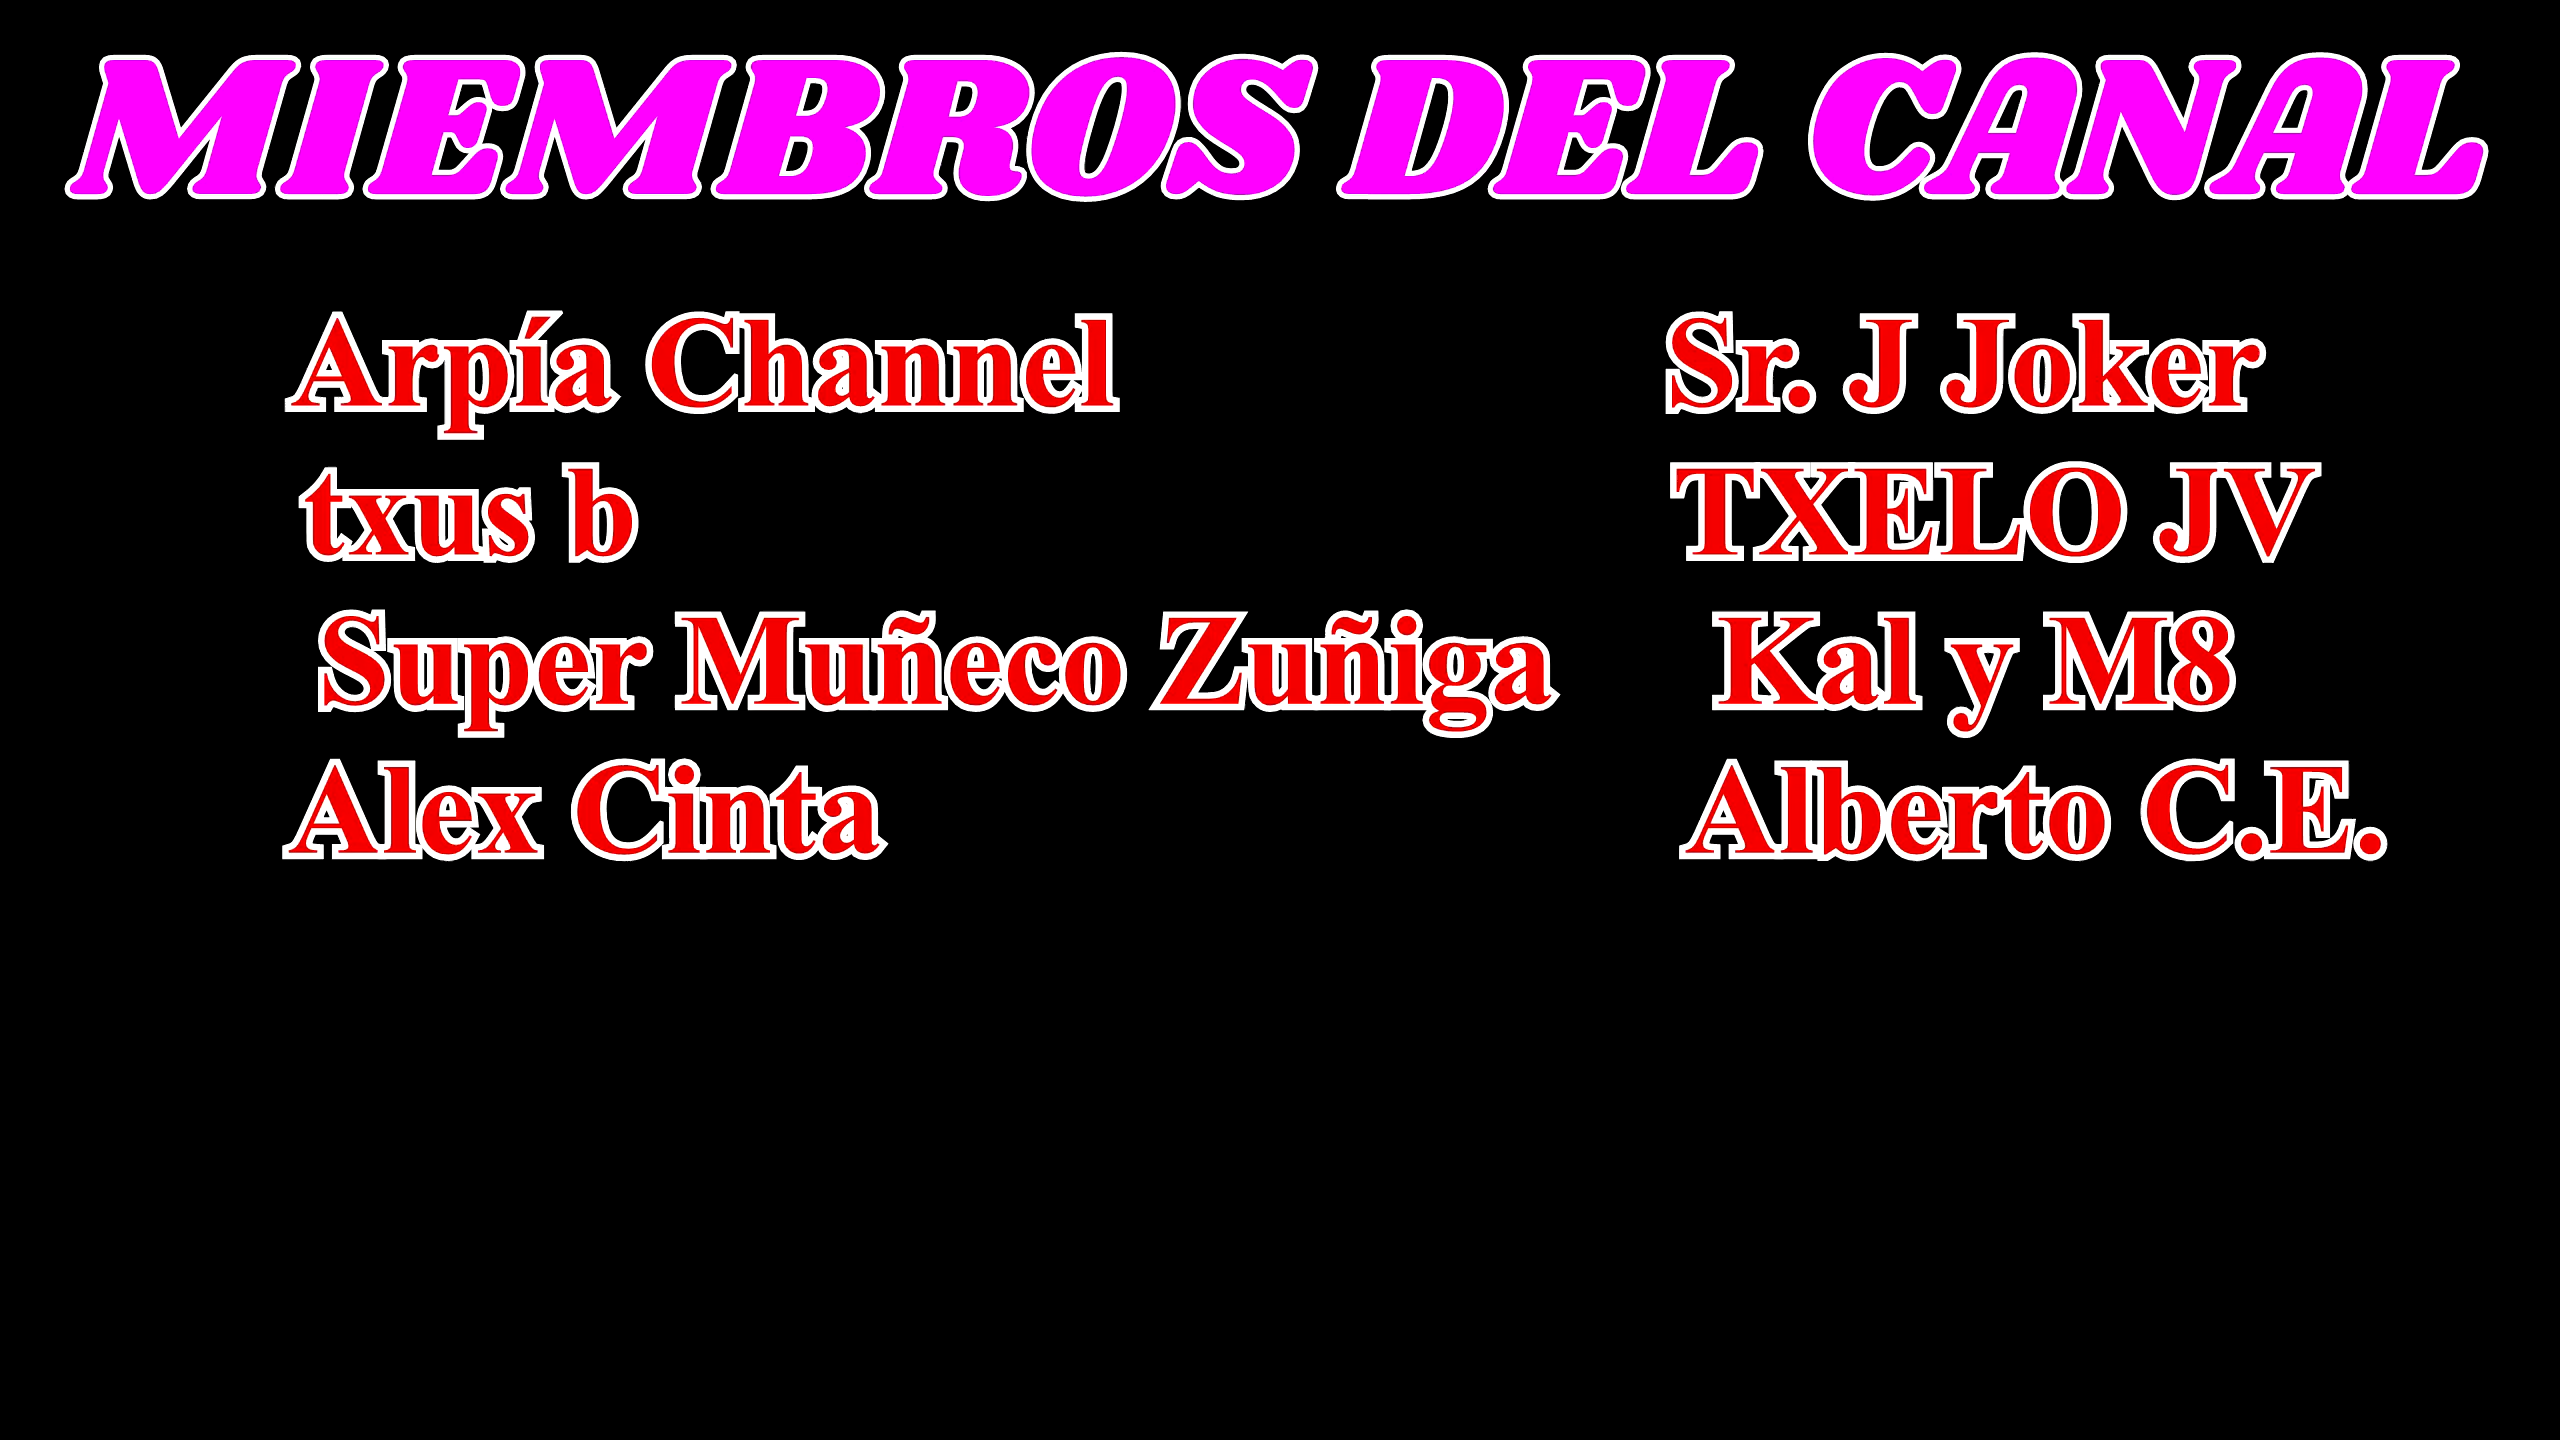 MIEMBROS DEL CANAL
Arpía Channel
txus b
Super Muñeco Zuñiga
Alex Cinta
Sr. J Joker
TXELO JV
Kal y M8
Alberto C.E.